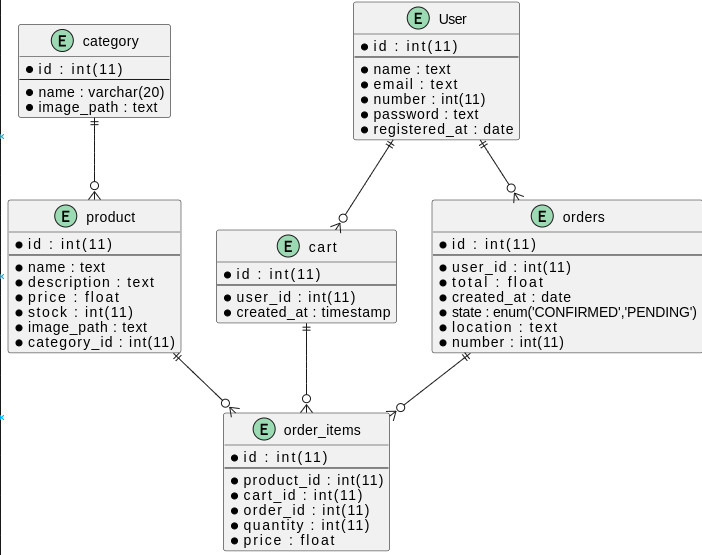 E category
id : int(11)
name : varchar(20)
image_path : text
E User
id : int(11)
name : text
email : text
number : int(11)
password : text
registered_at : date
E product
id : int(11)
name : text
description : text
price : float
stock : int(11)
image_path : text
category_id : int(11)
E cart
id : int(11)
user_id : int(11)
created_at : timestamp
E orders
id : int(11)
user_id : int(11)
total : float
created_at : date
state : enum('CONFIRMED','PENDING')
location : text
number : int(11)
E order_items
id : int(11)
product_id : int(11)
cart_id : int(11)
order_id : int(11)
quantity : int(11)
price : float